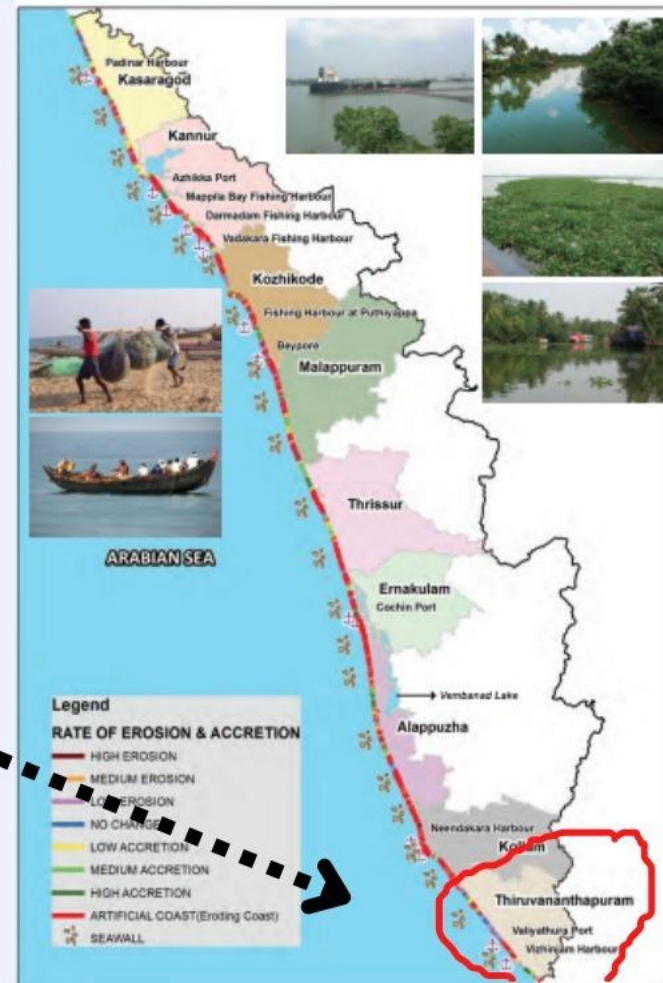 Padinar Harbour
Kasaragod
Kannur
Azhikka Port
Mappila Bay Fishing Harbour
Darmadam Fishing Harbour
Vadakara Fishing Harbour
Kozhikode
Fishing Harbour at Puthiyappa
Beypore
Malappuram
Thrissur
ARABIAN SEA
Ernakulam
Cochin Port
Vembanad Lake
Alappuzha
Neendakara Harbour
Kollam
Thiruvananthapuram
Valiyathura Port
Vizhinjam Harbour
Legend
RATE OF EROSION & ACCRETION
HIGH EROSION
MEDIUM EROSION
LOW EROSION
NO CHANGE
LOW ACCRETION
MEDIUM ACCRETION
HIGH ACCRETION
ARTIFICIAL COAST(Eroding Coast)
SEAWALL